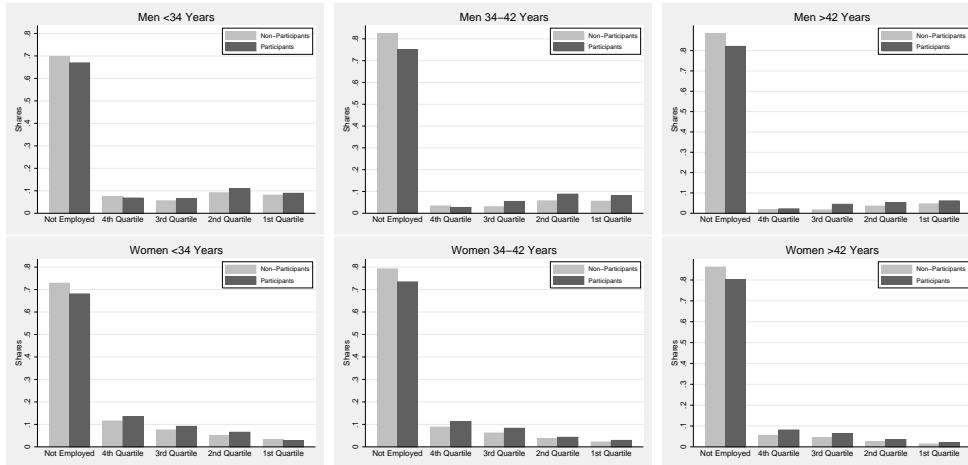 Men <34 Years
Non−Participants
Participants
Shares
0 .1 .2 .3 .4 .5 .6 .7 .8
Not Employed 4th Quartile 3rd Quartile 2nd Quartile 1st Quartile
Men 34−42 Years
Non−Participants
Participants
Shares
0 .1 .2 .3 .4 .5 .6 .7 .8
Not Employed 4th Quartile 3rd Quartile 2nd Quartile 1st Quartile
Men >42 Years
Non−Participants
Participants
Shares
0 .1 .2 .3 .4 .5 .6 .7 .8
Not Employed 4th Quartile 3rd Quartile 2nd Quartile 1st Quartile
Women <34 Years
Non−Participants
Participants
Shares
0 .1 .2 .3 .4 .5 .6 .7 .8
Not Employed 4th Quartile 3rd Quartile 2nd Quartile 1st Quartile
Women 34−42 Years
Non−Participants
Participants
Shares
0 .1 .2 .3 .4 .5 .6 .7 .8
Not Employed 4th Quartile 3rd Quartile 2nd Quartile 1st Quartile
Women >42 Years
Non−Participants
Participants
Shares
0 .1 .2 .3 .4 .5 .6 .7 .8
Not Employed 4th Quartile 3rd Quartile 2nd Quartile 1st Quartile